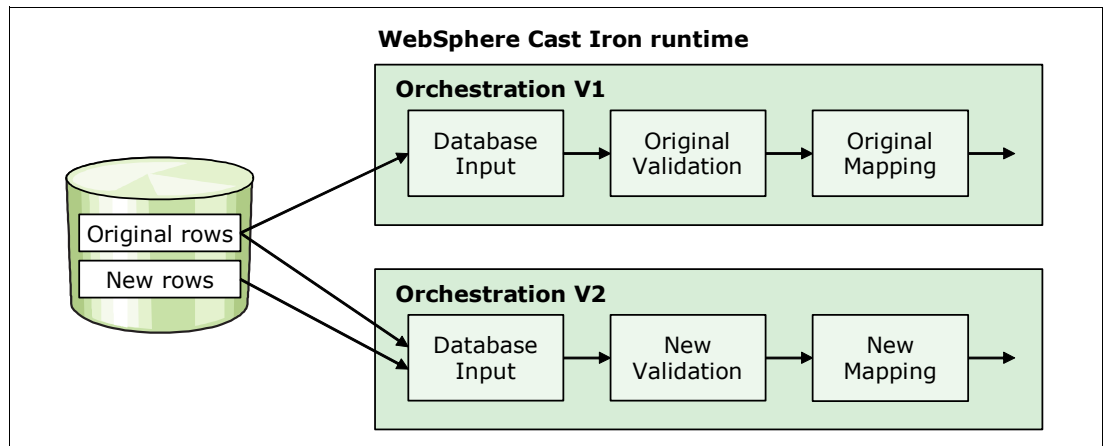 WebSphere Cast Iron runtime
Orchestration V1
Database
Input
Original
Validation
Original
Mapping
Original rows
New rows
Orchestration V2
Database
Input
New
Validation
New
Mapping